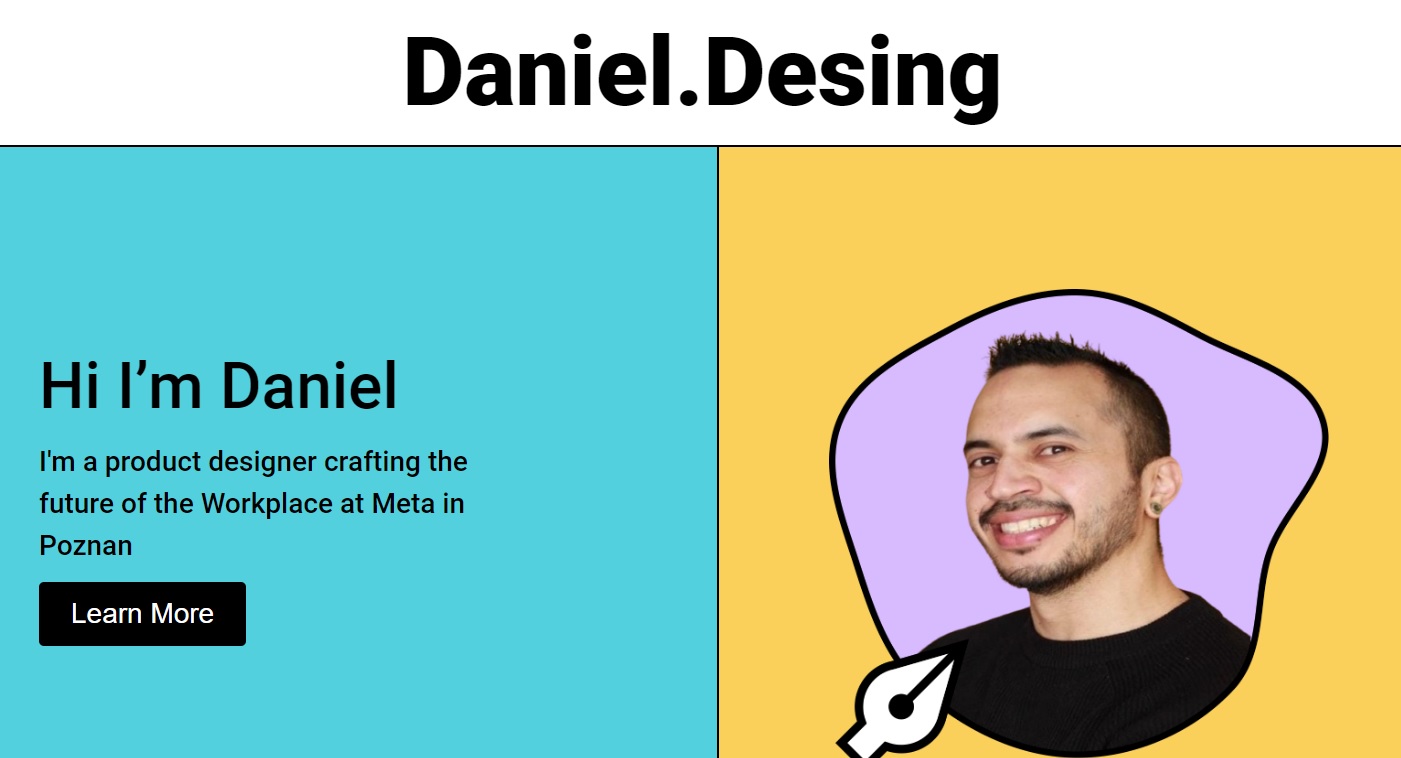 Daniel.Desing
Hi I’m Daniel
I'm a product designer crafting the
future of the Workplace at Meta in
Poznan
Learn More